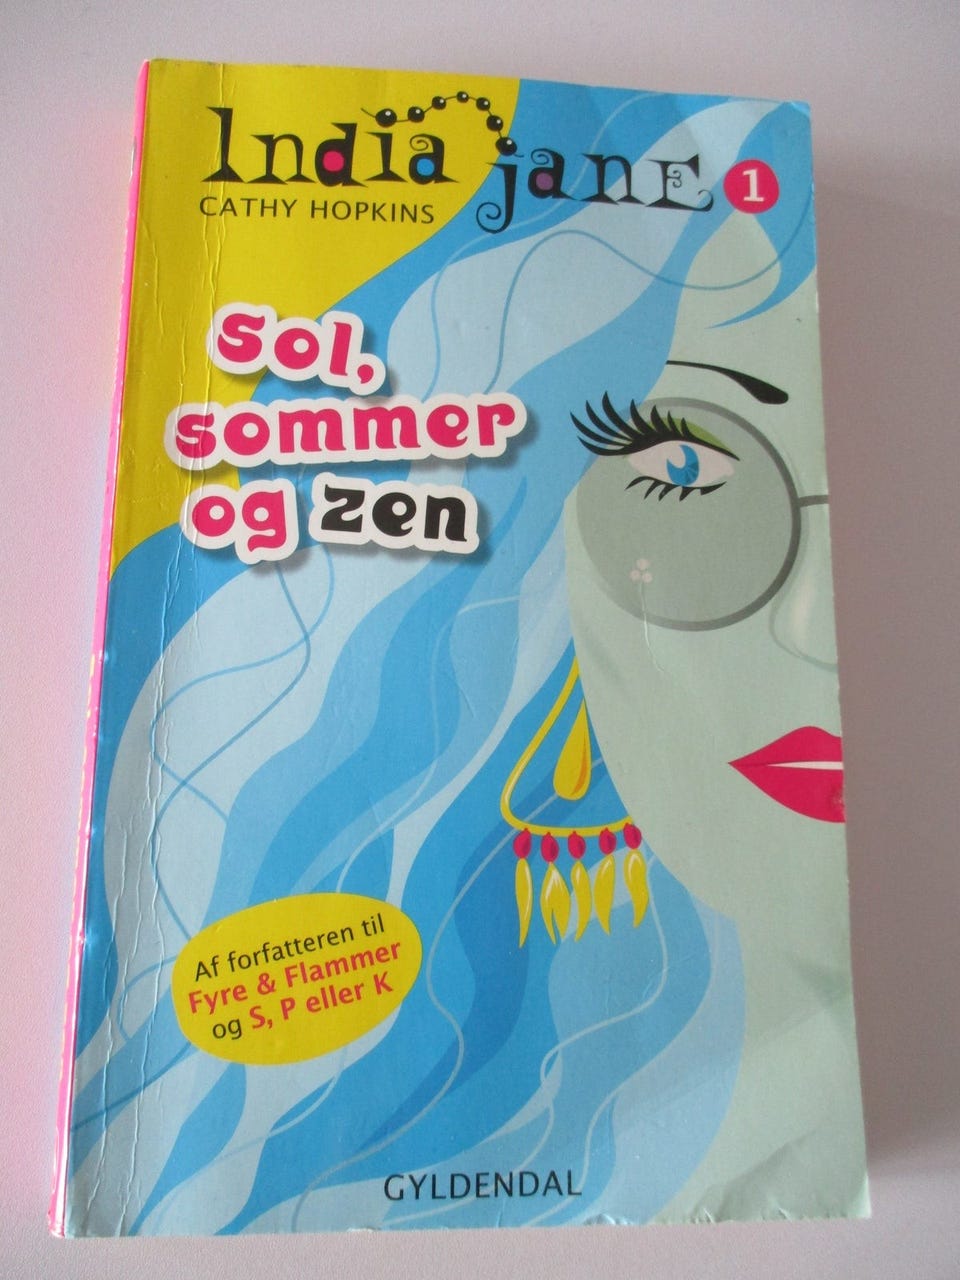 India jane 1
CATHY HOPKINS
Sol,
sommer
og zen
Af forfatteren til
Fyre & Flammer
og S, P eller K
GYLDENDAL